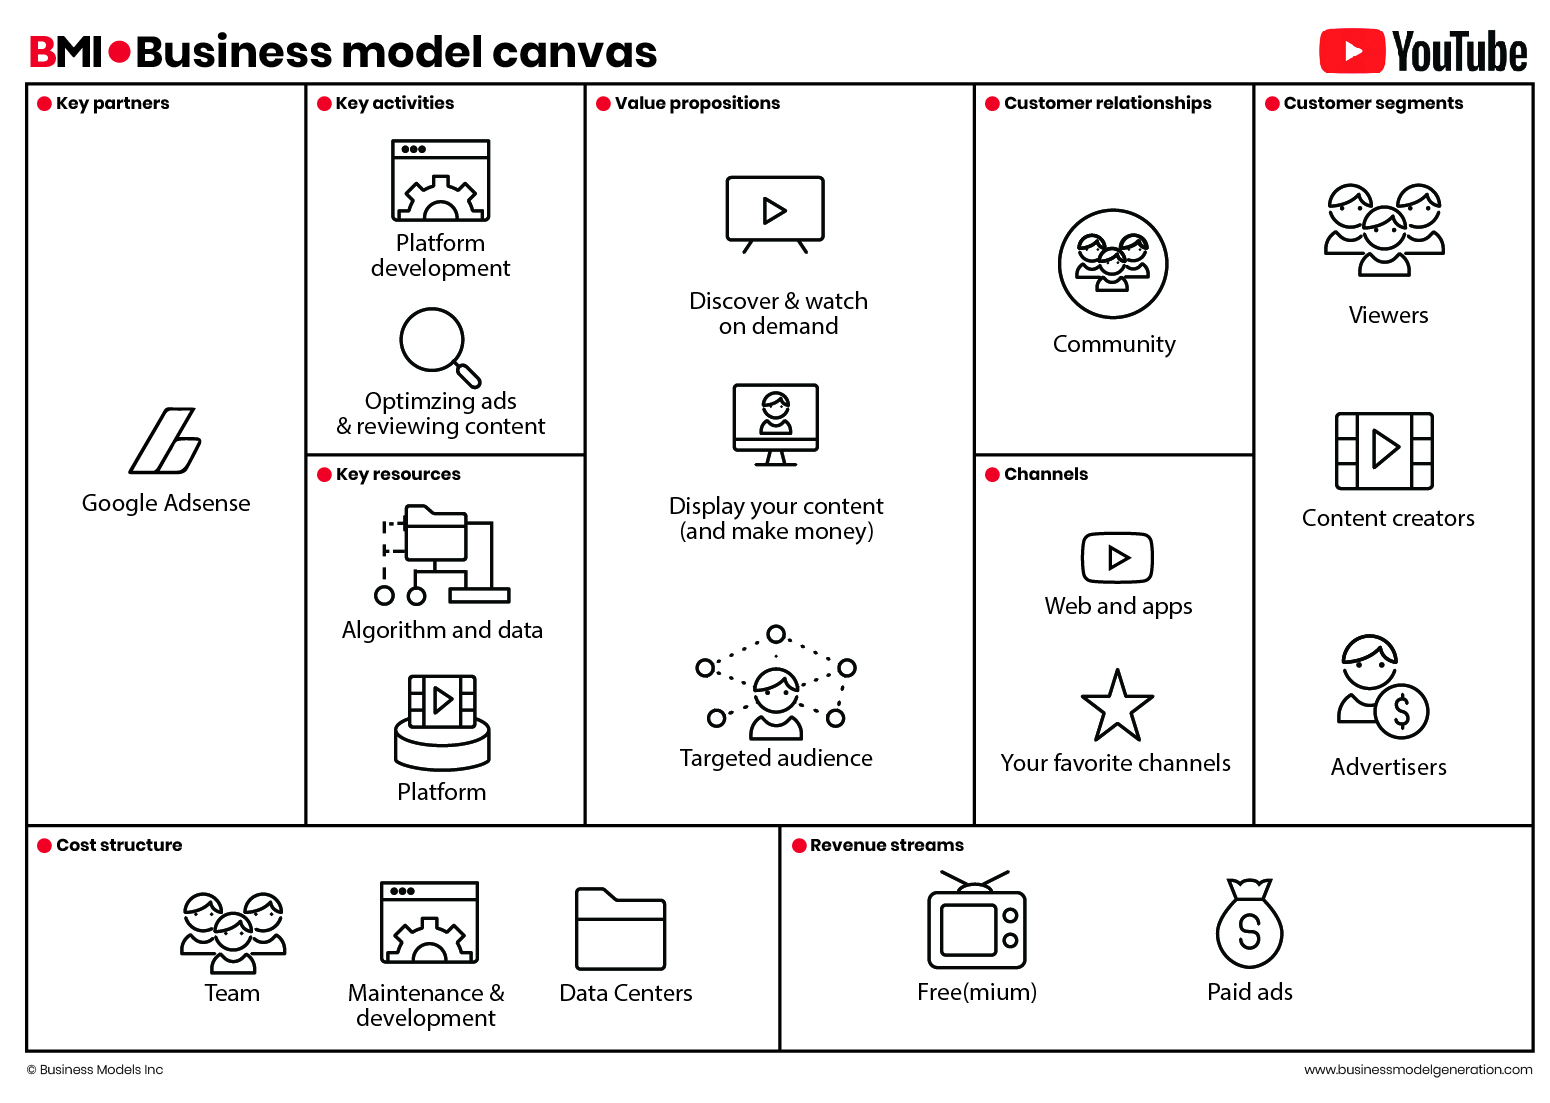 BMI Business model canvas
YouTube
Key partners
Google Adsense
Key activities
Platform
development
Optimzing ads
& reviewing content
Key resources
Algorithm and data
Platform
Value propositions
Discover & watch
on demand
Display your content
(and make money)
Targeted audience
Customer relationships
Community
Channels
Web and apps
Your favorite channels
Customer segments
Viewers
Content creators
$
Advertisers
Cost structure
Team
Maintenance &
development
Data Centers
Revenue streams
Free(mium)
S
Paid ads
© Business Models Inc
www.businessmodelgeneration.com